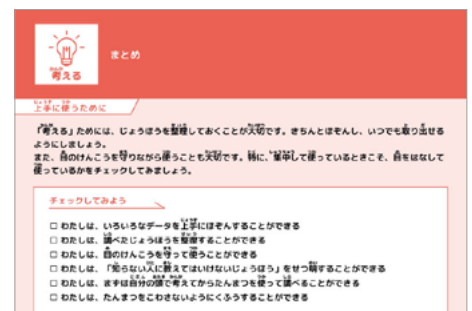 まとめ
考える
上手に使うために
「考える」ためには、じょうほうを整理しておくことが大切です。きちんとほぞんし、いつでも取り出せる
ようにしましょう。
また、目のけんこうを守りながら使うことも大切です。特に、集中して使っているときこそ、目をはなして
使っているかをチェックしてみましょう。
チェックしてみよう
□ わたしは、いろいろなデータを上手にほぞんすることができる
□ わたしは、調べたじょうほうを整理することができる
□ わたしは、目のけんこうを守って使うことができる
□ わたしは、「知らない人に教えてはいけないじょうほう」をせつ明することができる
□ わたしは、まずは自分の頭で考えてからたんまつを使って調べることができる
□ わたしは、たんまつをこわさないようにくふうすることができる